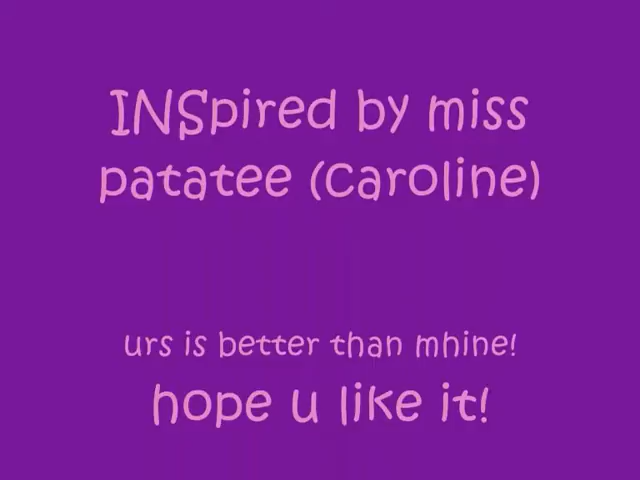 INSpired by miss
patatee (caroline)
urs is better than mhine!
hope u like it!